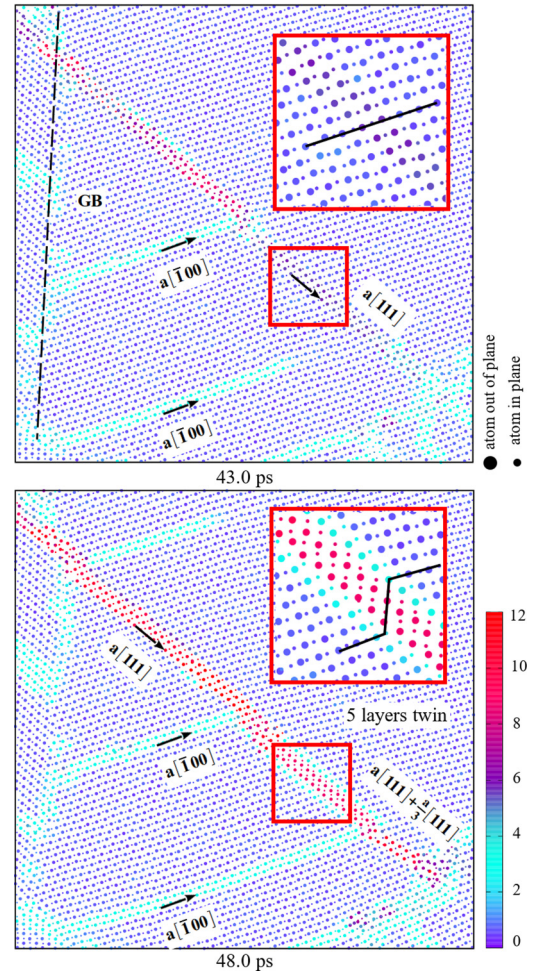 GB
a[1̄00]
a[111]
a[1̄00]
43.0 ps
atom out of plane
atom in plane
a[111]
5 layers twin
a[1̄00]
a[111]+a/3[111]
a[1̄00]
48.0 ps
12
10
8
6
4
2
0